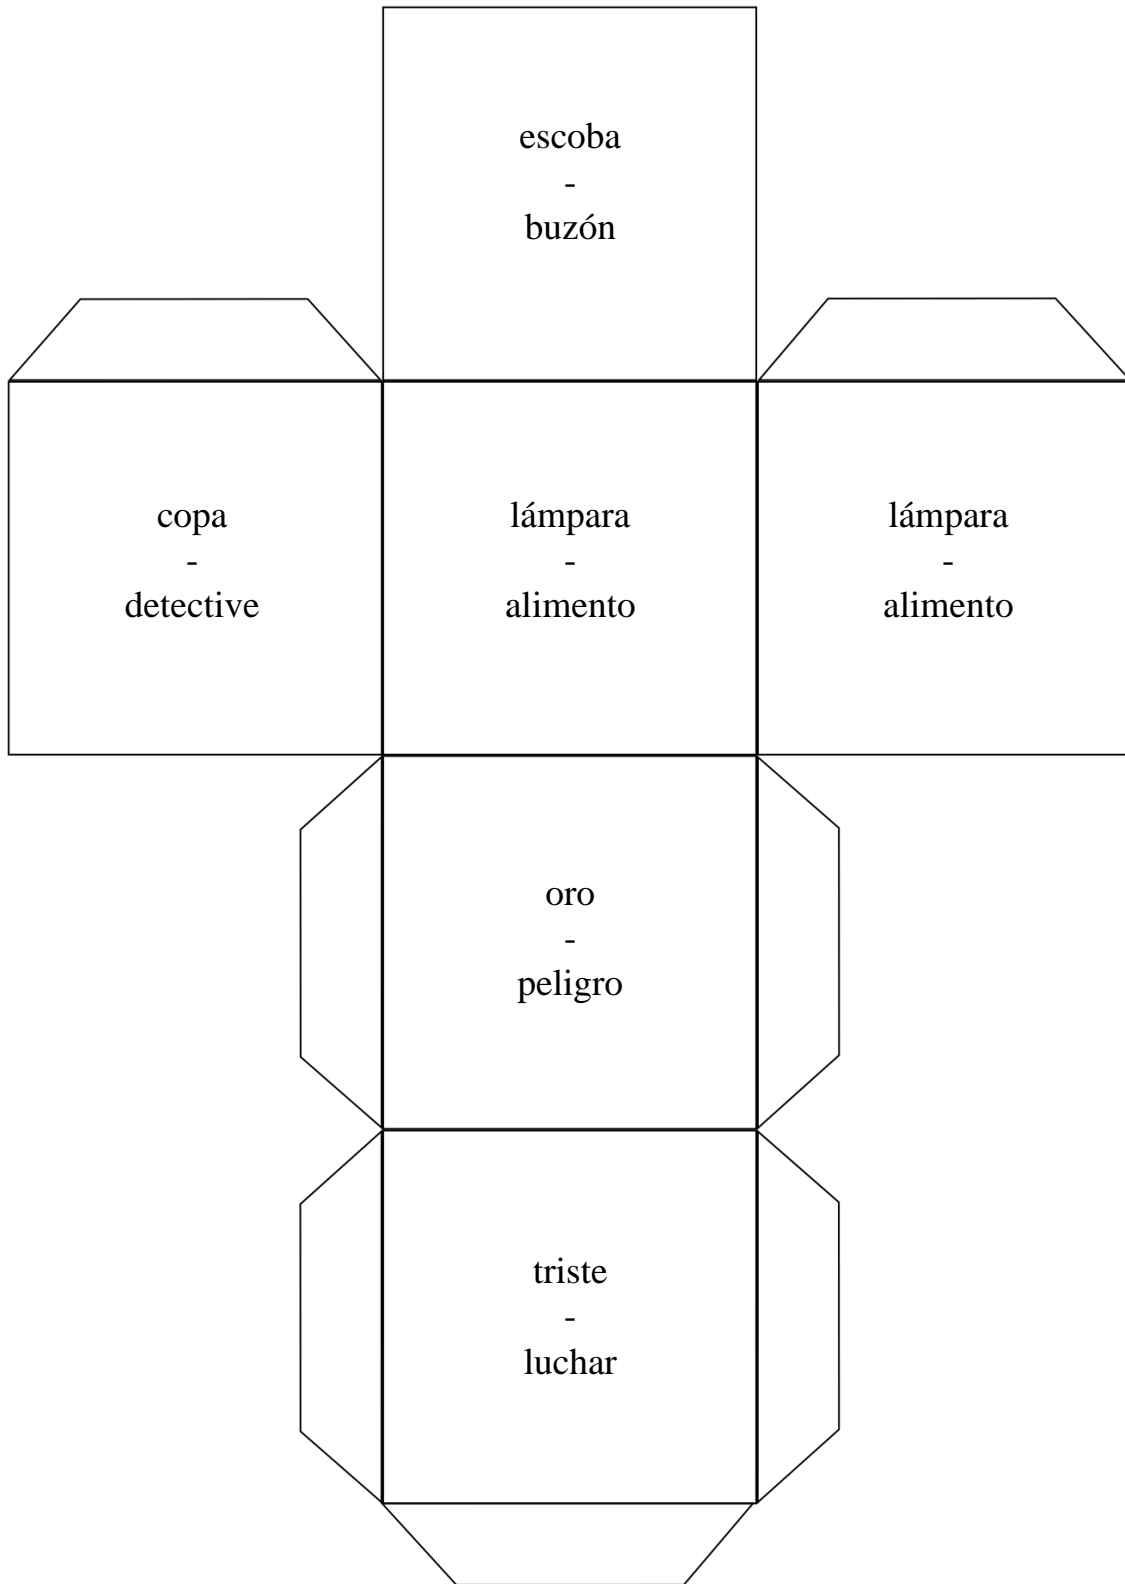 escoba
-
buzón
copa
-
detective
lámpara
-
alimento
lámpara
-
alimento
oro
-
peligro
triste
-
luchar